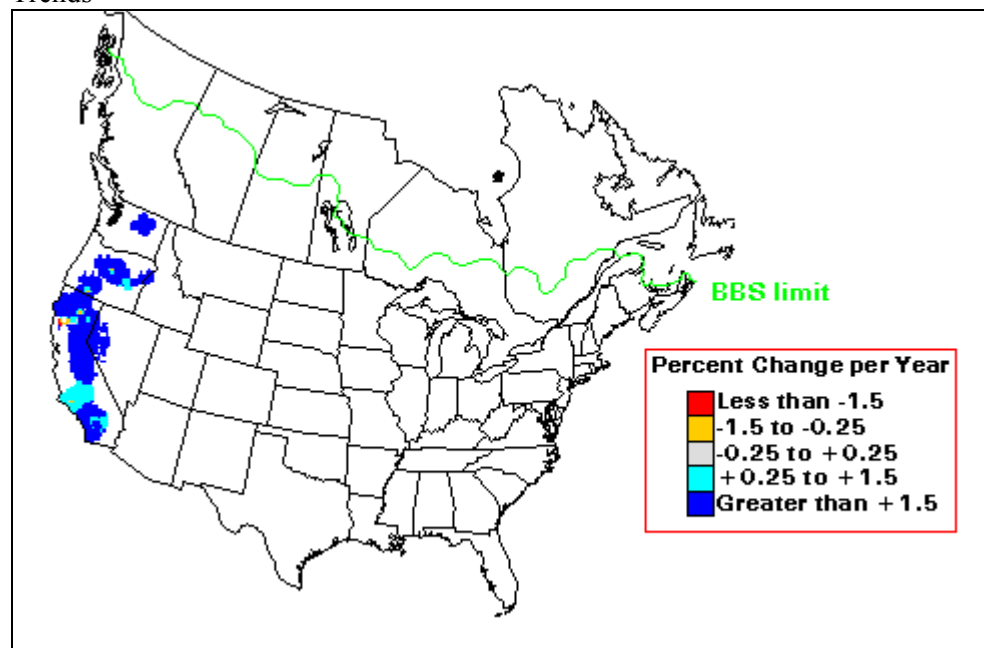 Trends
BBS limit
Percent Change per Year
Less than -1.5
-1.5 to -0.25
-0.25 to +0.25
+0.25 to +1.5
Greater than +1.5